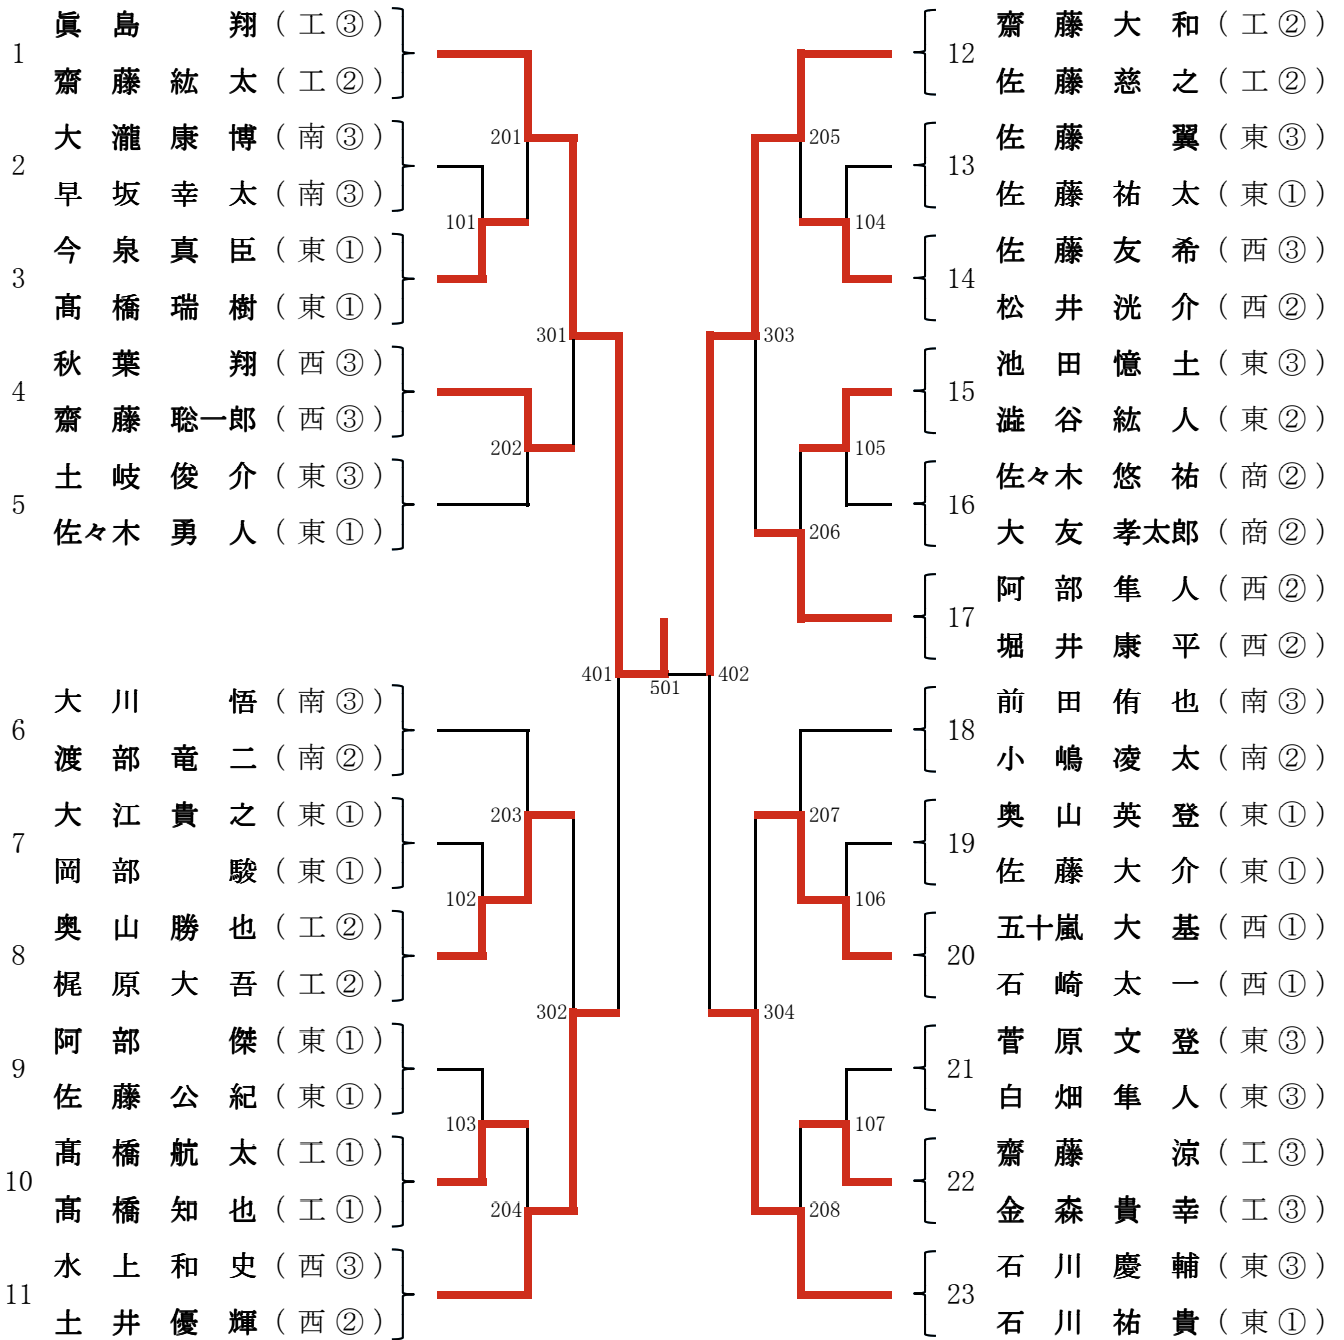 1
眞島 翔 (工③)
齋藤紘太 (工②)
2
大瀧康博 (南③)
早坂幸太 (南③)
3
今泉真臣 (東①)
髙橋瑞樹 (東①)
4
秋葉 翔 (西③)
齋藤聡一郎 (西③)
5
土岐俊介 (東③)
佐々木勇人 (東①)
6
大川 悟 (南③)
渡部竜二 (南②)
7
大江貴之 (東①)
岡部 駿 (東①)
8
奥山勝也 (工②)
梶原大吾 (工②)
9
阿部 傑 (東①)
佐藤公紀 (東①)
10
髙橋航太 (工①)
髙橋知也 (工①)
11
水上和史 (西③)
土井優輝 (西②)
201
101
301
202
401
501
402
203
102
302
103
204
205
104
303
105
206
207
106
304
107
208
12
齋藤大和 (工②)
佐藤慈之 (工②)
13
佐藤 翼 (東③)
佐藤祐太 (東①)
14
佐藤友希 (西③)
松井洸介 (西②)
15
池田憶土 (東③)
澁谷紘人 (東②)
16
佐々木悠祐 (商②)
大友孝太郎 (商②)
17
阿部隼人 (西②)
堀井康平 (西②)
18
前田侑也 (南③)
小嶋凌太 (南②)
19
奥山英登 (東①)
佐藤大介 (東①)
20
五十嵐大基 (西①)
石崎太一 (西①)
21
菅原文登 (東③)
白畑隼人 (東③)
22
齋藤 涼 (工③)
金森貴幸 (工③)
23
石川慶輔 (東③)
石川祐貴 (東①)